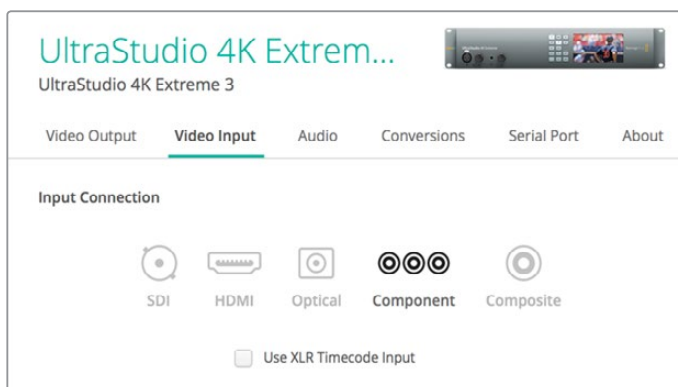 UltraStudio 4K Extrem...
UltraStudio 4K Extreme 3
Video Output Video Input Audio Conversions Serial Port About
Input Connection
SDI HDMI Optical Component Composite
Use XLR Timecode Input